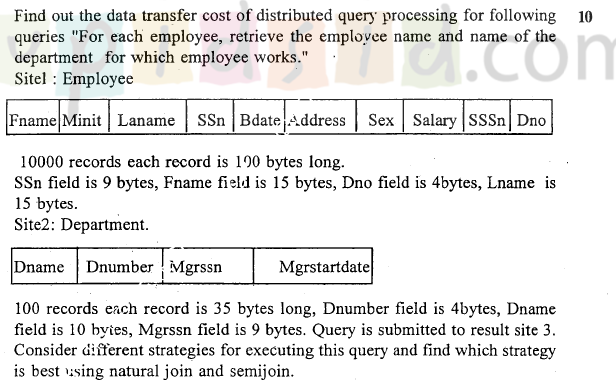 Find out the data transfer cost of distributed query processing for following 10
queries "For each employee, retrieve the employee name and name of the
department for which employee works."
Site1 : Employee
Fname Minit Laname SSn Bdate Address Sex Salary SSSn Dno
10000 records each record is 100 bytes long.
SSn field is 9 bytes, Fname field is 15 bytes, Dno field is 4bytes, Lname is
15 bytes.
Site2: Department.
Dname Dnumber Mgrssn Mgrstartdate
100 records each record is 35 bytes long, Dnumber field is 4bytes, Dname
field is 10 bytes, Mgrssn field is 9 bytes. Query is submitted to result site 3.
Consider different strategies for executing this query and find which strategy
is best using natural join and semijoin.